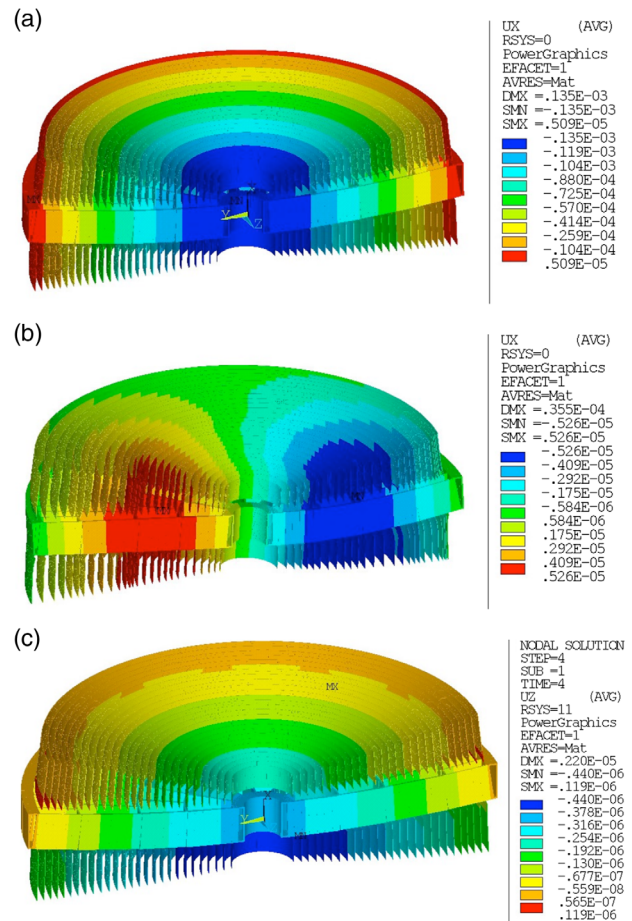 (a)
UX (AVG)
RSYS=0
PowerGraphics
EFACET=1
AVRES=Mat
DMX =.135E-03
SMN =-.135E-03
SMX =.509E-05
-.135E-03
-.119E-03
-.104E-03
-.880E-04
-.725E-04
-.570E-04
-.414E-04
-.259E-04
-.104E-04
.509E-05
Y
Z
(b)
UX (AVG)
RSYS=0
PowerGraphics
EFACET=1
AVRES=Mat
DMX =.355E-04
SMN =-.526E-05
SMX =.526E-05
-.526E-05
-.409E-05
-.292E-05
-.175E-05
-.584E-06
.584E-06
.175E-05
.292E-05
.409E-05
.526E-05
(c)
NODAL SOLUTION
STEP=4
SUB =1
TIME=4
UZ (AVG)
RSYS=11
PowerGraphics
EFACET=1
AVRES=Mat
DMX =.220E-05
SMN =-.440E-06
SMX =.119E-06
-.440E-06
-.378E-06
-.316E-06
-.254E-06
-.192E-06
-.130E-06
-.677E-07
-.559E-08
.565E-07
.119E-06
MX
X
Y